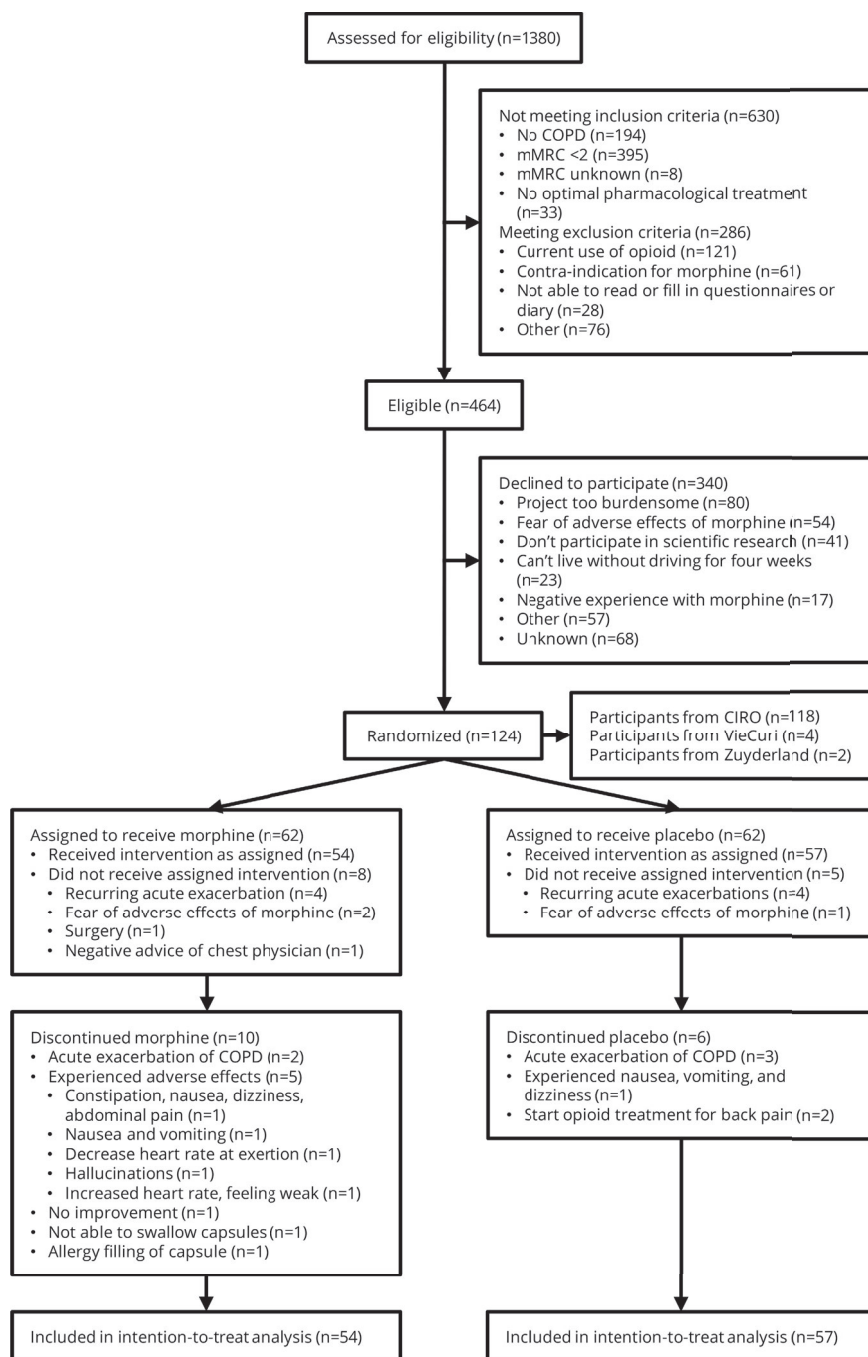 Assessed for eligibility (n=1380)
Not meeting inclusion criteria (n=630)
• No COPD (n=194)
• mMRC <2 (n=395)
• mMRC unknown (n=8)
• No optimal pharmacological treatment
(n=33)
Meeting exclusion criteria (n=286)
• Current use of opioid (n=121)
• Contra-indication for morphine (n=61)
• Not able to read or fill in questionnaires or
diary (n=28)
• Other (n=76)
Eligible (n=464)
Declined to participate (n=340)
• Project too burdensome (n=80)
• Fear of adverse effects of morphine (n=54)
• Don't participate in scientific research (n=41)
• Can't live without driving for four weeks
(n=23)
• Negative experience with morphine (n=17)
• Other (n=57)
• Unknown (n=68)
Randomized (n=124)
Participants from CIRO (n=118)
Participants from VieCuri (n=4)
Participants from Zuyderland (n=2)
Assigned to receive morphine (n=62)
• Received intervention as assigned (n=54)
• Did not receive assigned intervention (n=8)
• Recurring acute exacerbation (n=4)
• Fear of adverse effects of morphine (n=2)
• Surgery (n=1)
• Negative advice of chest physician (n=1)
Assigned to receive placebo (n=62)
• Received intervention as assigned (n=57)
• Did not receive assigned intervention (n=5)
• Recurring acute exacerbations (n=4)
• Fear of adverse effects of morphine (n=1)
Discontinued morphine (n=10)
• Acute exacerbation of COPD (n=2)
• Experienced adverse effects (n=5)
• Constipation, nausea, dizziness,
abdominal pain (n=1)
• Nausea and vomiting (n=1)
• Decrease heart rate at exertion (n=1)
• Hallucinations (n=1)
• Increased heart rate, feeling weak (n=1)
• No improvement (n=1)
• Not able to swallow capsules (n=1)
• Allergy filling of capsule (n=1)
Discontinued placebo (n=6)
• Acute exacerbation of COPD (n=3)
• Experienced nausea, vomiting, and
dizziness (n=1)
• Start opioid treatment for back pain (n=2)
Included in intention-to-treat analysis (n=54)
Included in intention-to-treat analysis (n=57)